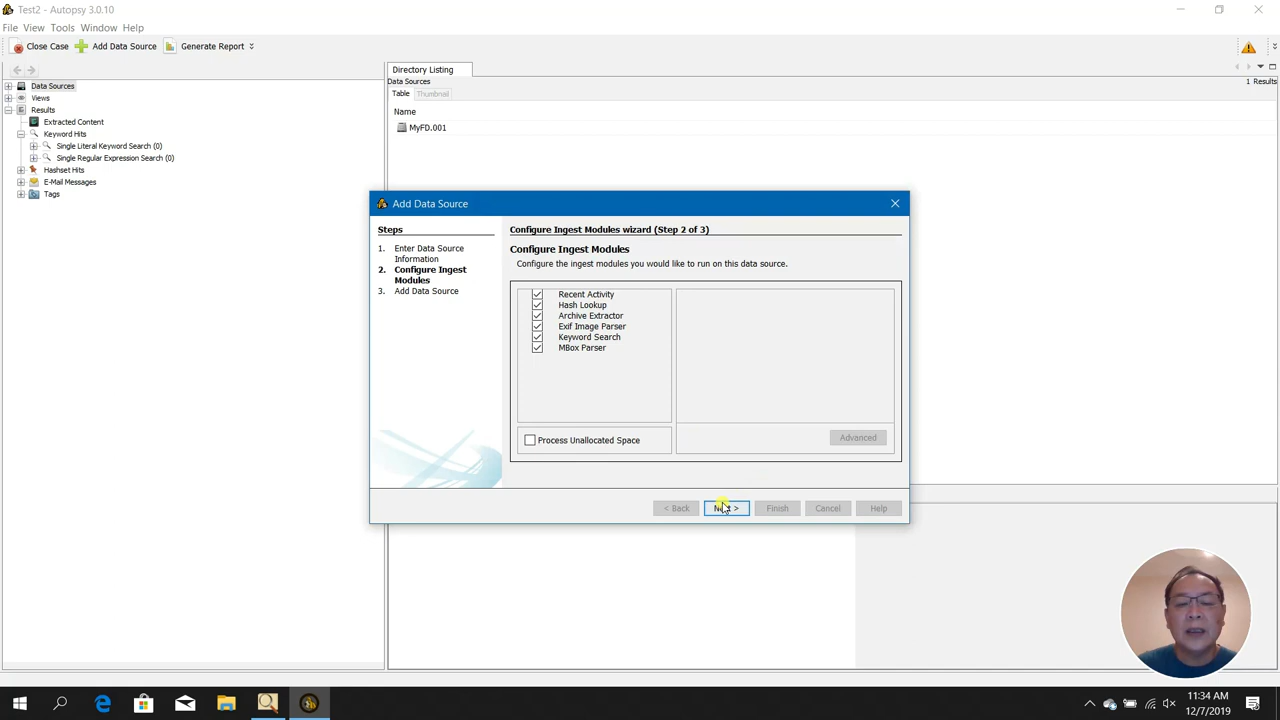 Test2 - Autopsy 3.0.10
File View Tools Window Help
Close Case Add Data Source Generate Report
Directory Listing
Data Sources
1 Results
Table Thumbnail
Name
MyFD.001
Data Sources
Views
Results
Extracted Content
Keyword Hits
Single Literal Keyword Search (0)
Single Regular Expression Search (0)
Hashset Hits
E-Mail Messages
Tags
Add Data Source
Steps
1. Enter Data Source
Information
2. Configure Ingest
Modules
3. Add Data Source
Configure Ingest Modules wizard (Step 2 of 3)
Configure Ingest Modules
Configure the ingest modules you would like to run on this data source.
Recent Activity
Hash Lookup
Archive Extractor
Exif Image Parser
Keyword Search
MBox Parser
Process Unallocated Space
Advanced
< Back Next > Finish Cancel Help
11:34 AM
12/7/2019